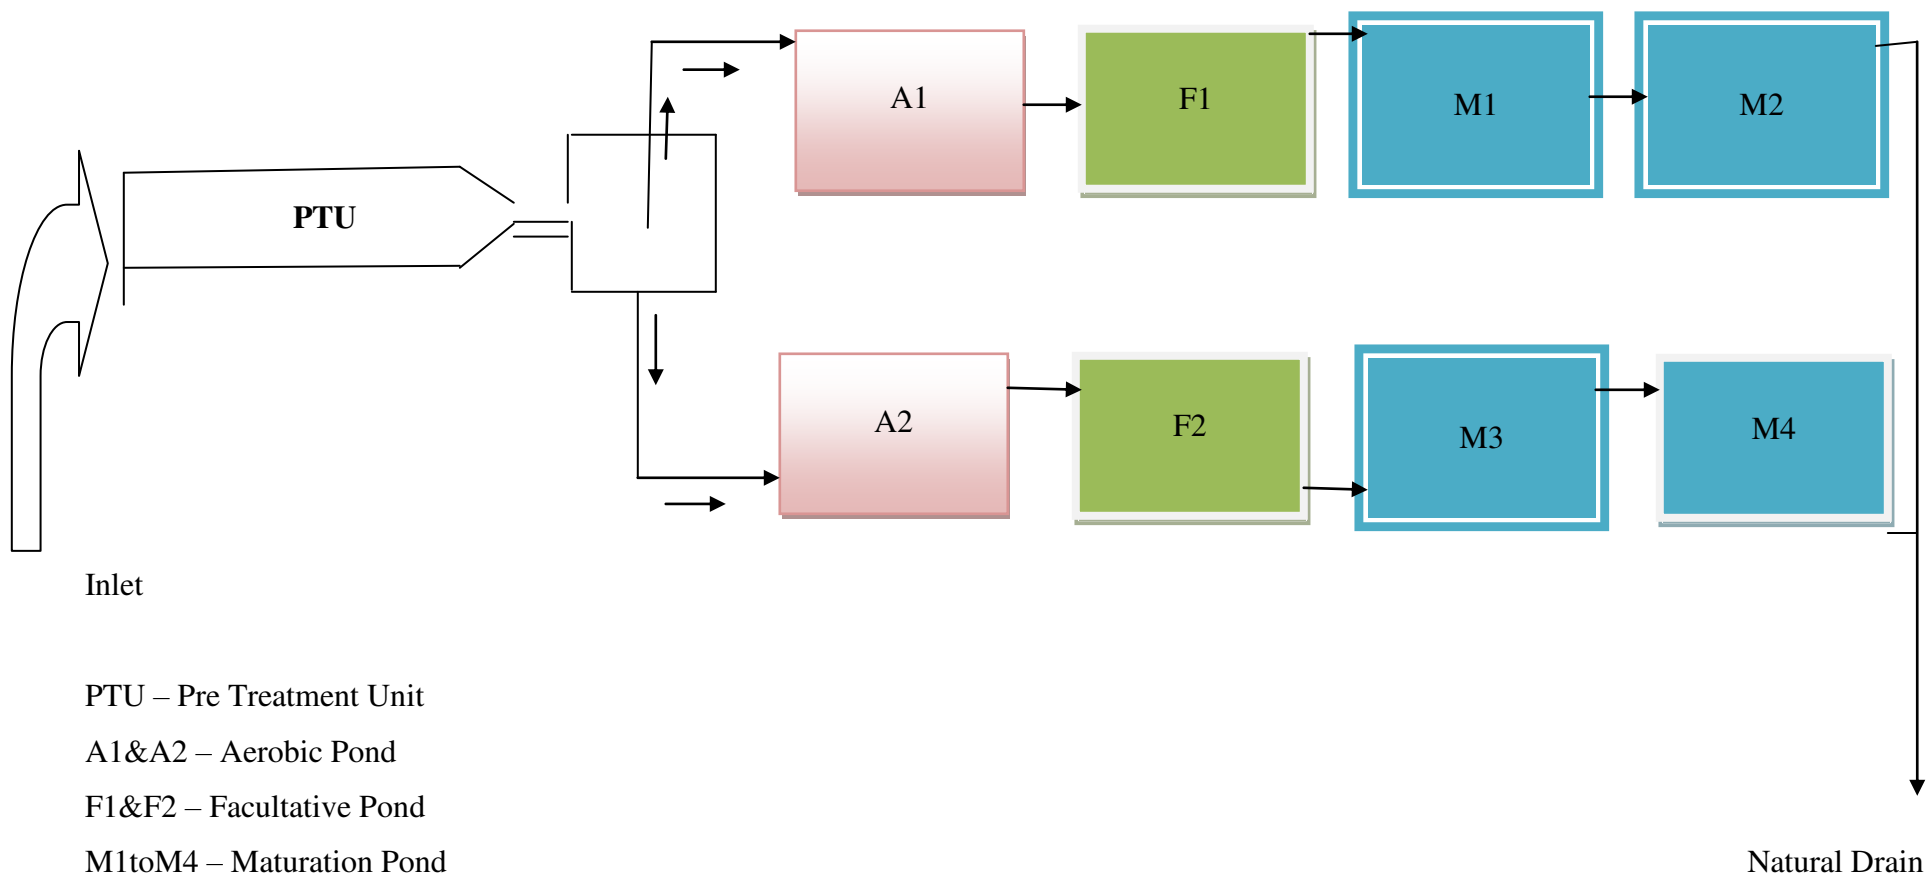 A1
F1
M1
M2
PTU
A2
F2
M3
M4
Inlet
PTU – Pre Treatment Unit
A1&A2 – Aerobic Pond
F1&F2 – Facultative Pond
M1toM4 – Maturation Pond
Natural Drain